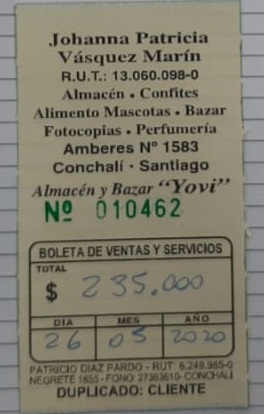 Johanna Patricia
Vásquez Marín
R.U.T.: 13.060.098-0
Almacén • Confites
Alimento Mascotas • Bazar
Fotocopias • Perfumería
Amberes Nº 1583
Conchalí • Santiago
Almacén y Bazar "Yovi"
Nº 010462
BOLETA DE VENTAS Y SERVICIOS
TOTAL
$ 235.000
DIA MES AÑO
26 05 2020
PATRICIO DIAZ PARDO - RUT: 6.249.985-0
NEGRETE 1655 - FONO: 27363610 - CONCHALI
DUPLICADO: CLIENTE